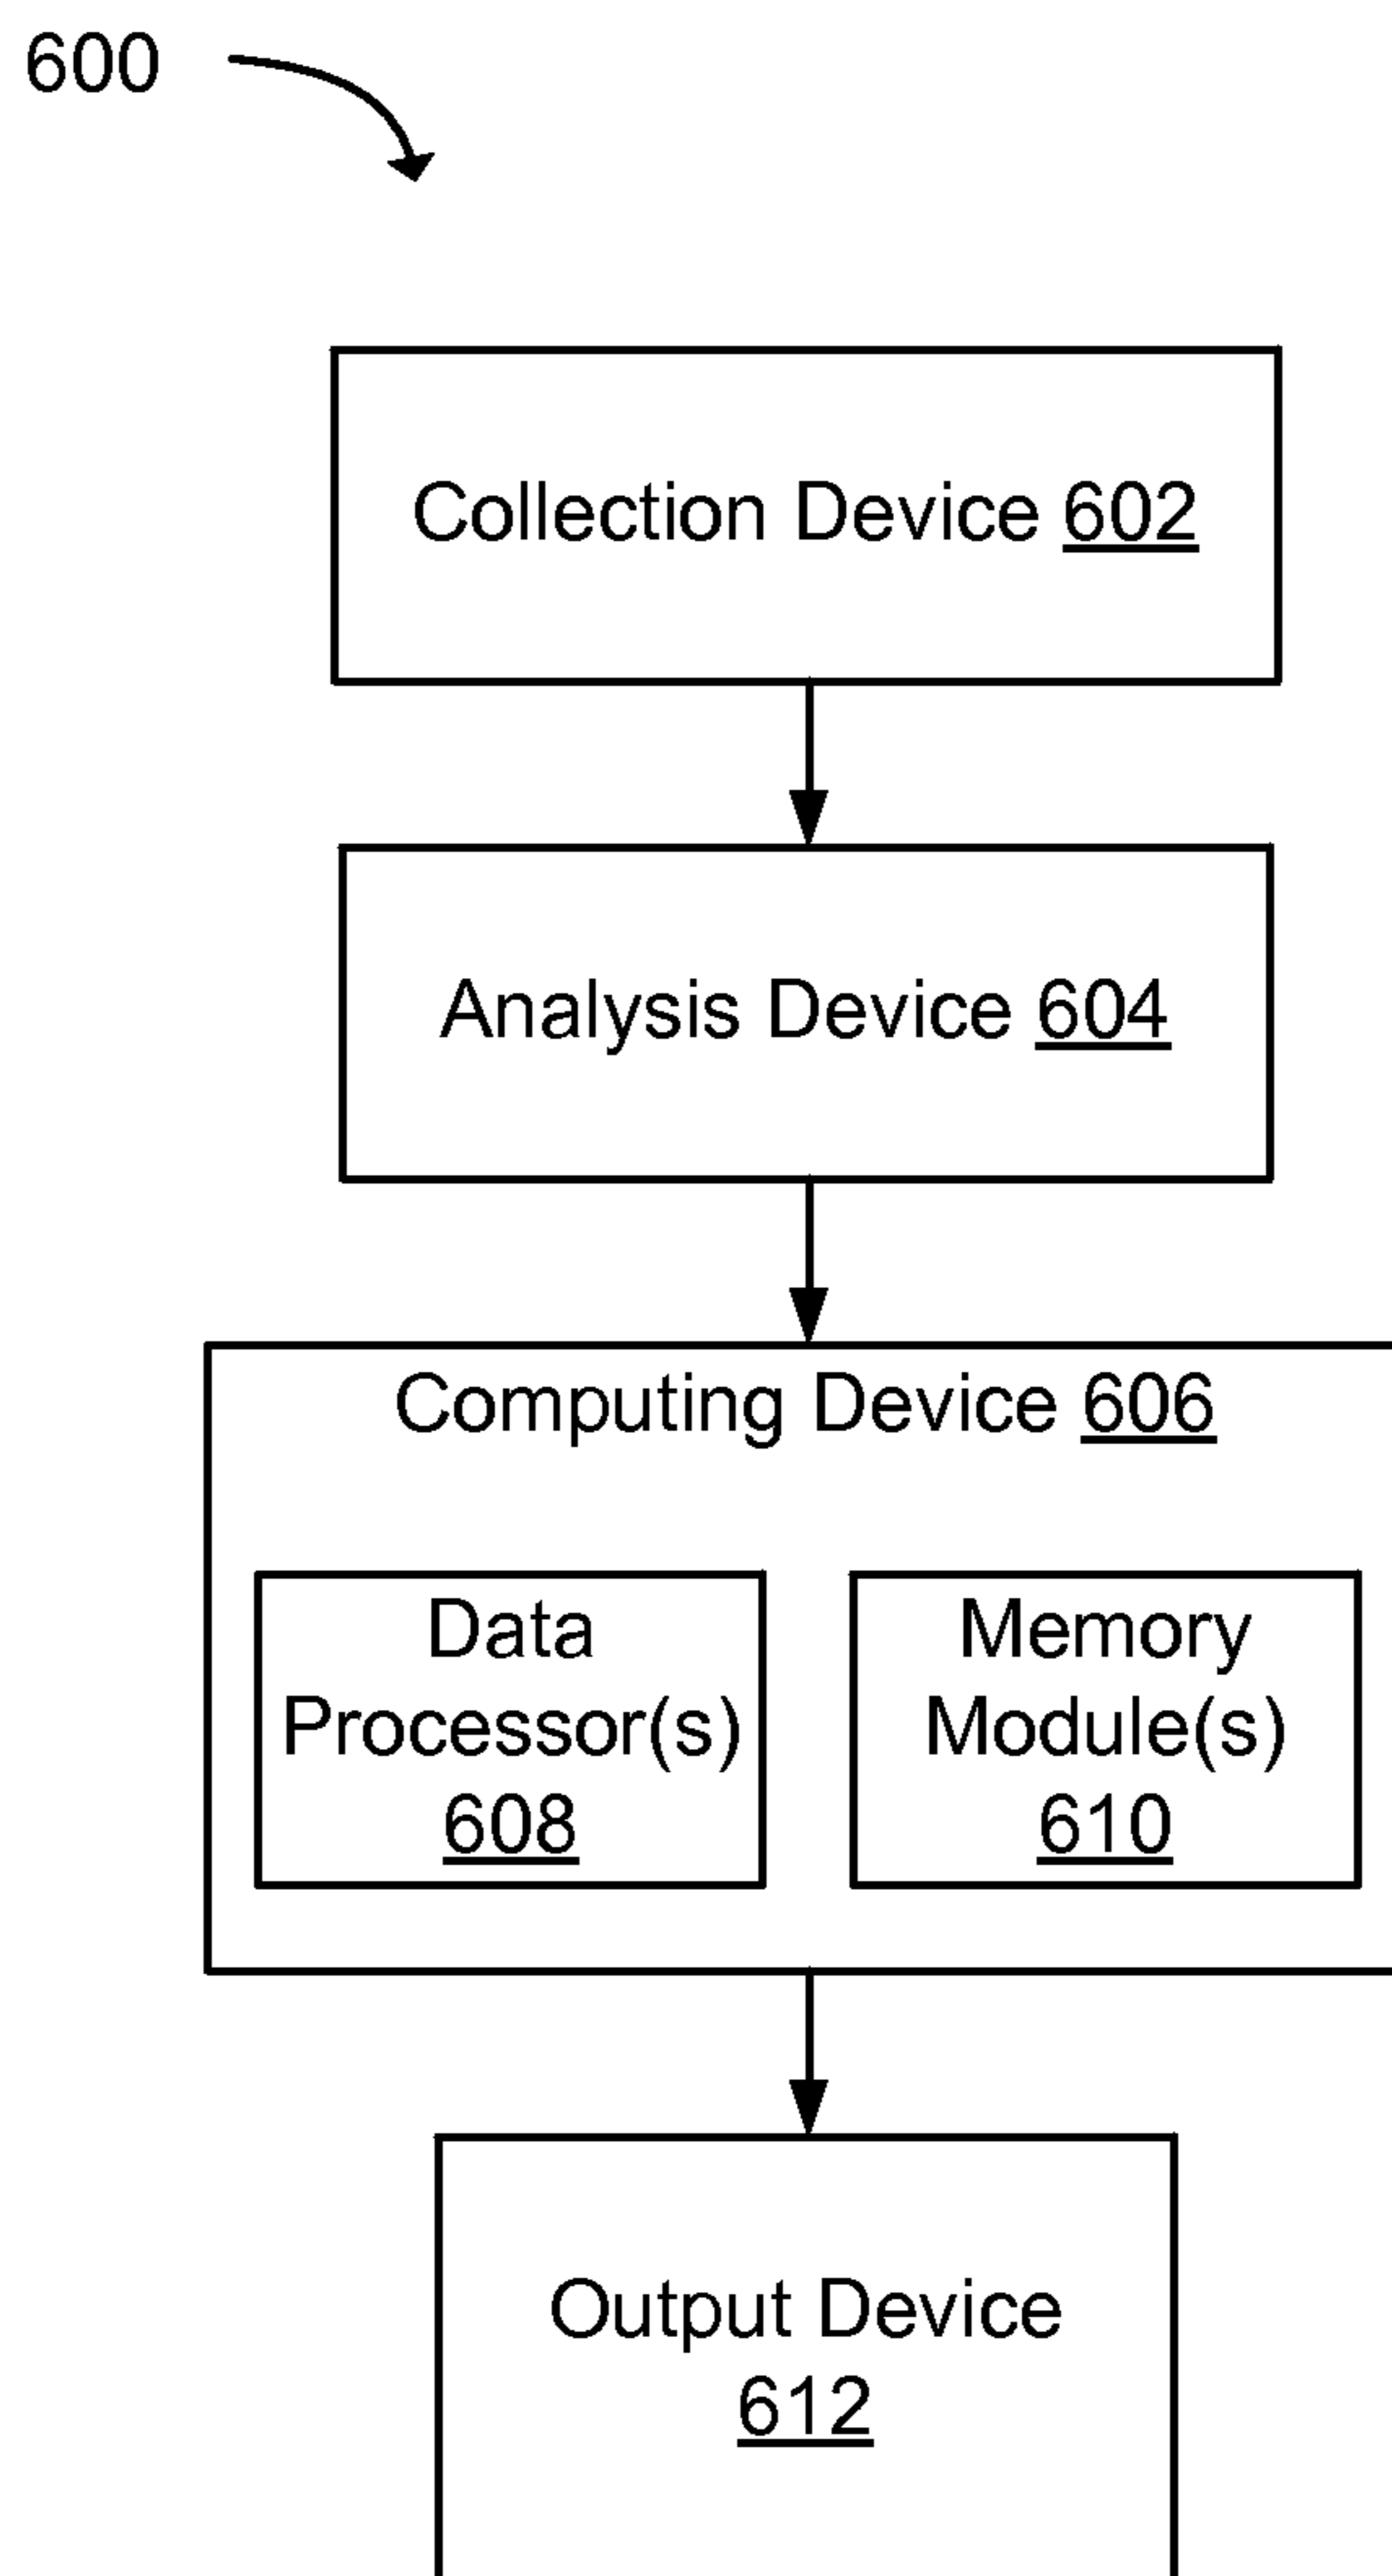 600
Collection Device 602
Analysis Device 604
Computing Device 606
Data
Processor(s)
608
Memory
Module(s)
610
Output Device
612